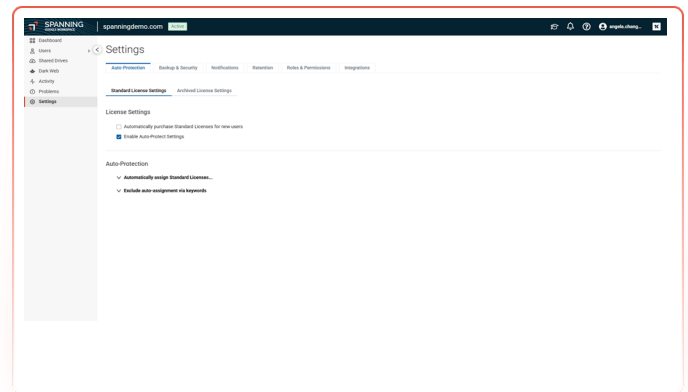 SPANNING
GOOGLE WORKSPACE
spanningdemo.com Active
angela.chang...
Dashboard
Users
Shared Drives
Dark Web
Activity
Problems
Settings
Settings
Auto-Protection Backup & Security Notifications Retention Roles & Permissions Integrations
Standard License Settings Archived License Settings
License Settings
Automatically purchase Standard Licenses for new users
Enable Auto-Protect Settings
Auto-Protection
Automatically assign Standard Licenses...
Exclude auto-assignment via keywords